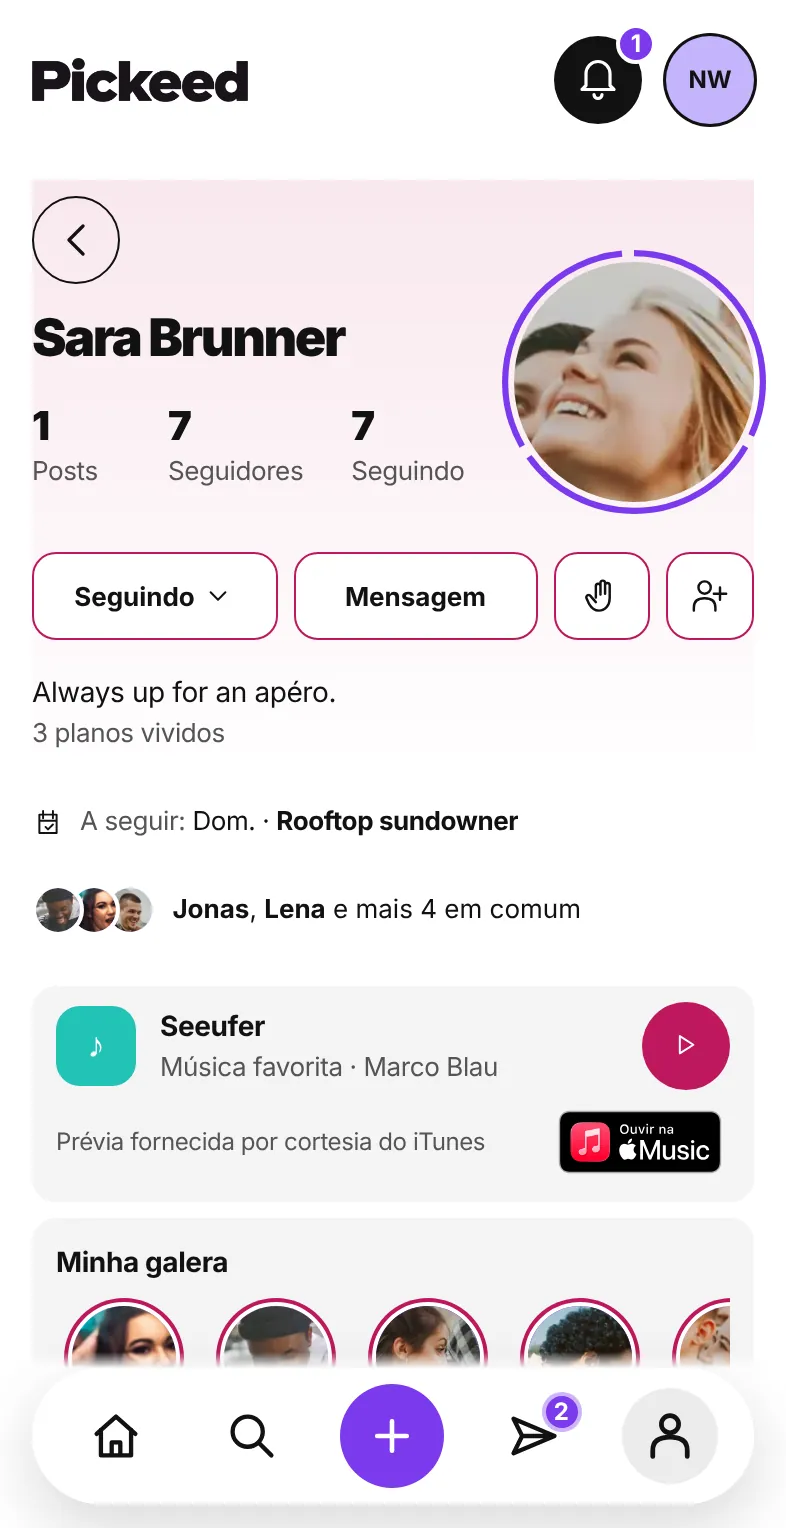 Pickeed
1
NW
Sara Brunner
1 7 7
Posts Seguidores Seguindo
Seguindo Mensagem
Always up for an apéro.
3 planos vividos
A seguir: Dom. · Rooftop sundowner
Jonas, Lena e mais 4 em comum
Seeufer
Música favorita · Marco Blau
Prévia fornecida por cortesia do iTunes
Ouvir na
Music
Minha galera
2